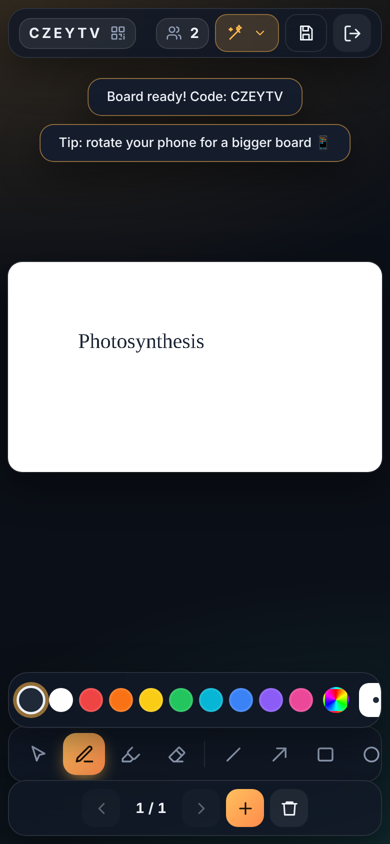 CZEYTV
2
Board ready! Code: CZEYTV
Tip: rotate your phone for a bigger board 📱
Photosynthesis
1 / 1